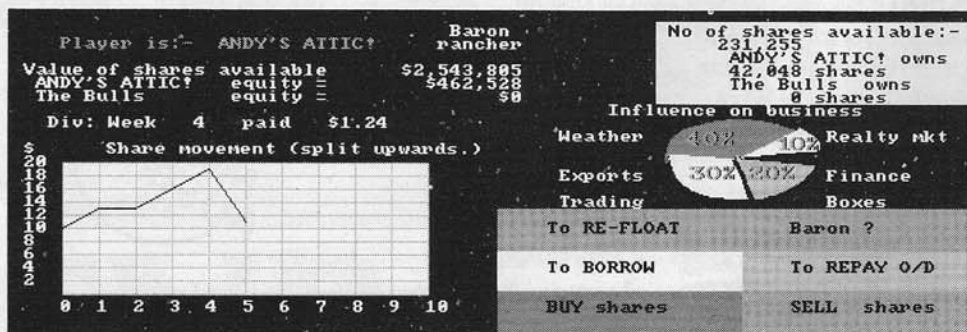 Player is:- ANDY'S ATTIC!
Baron
rancher
Value of shares available $2,543,805
ANDY'S ATTIC! equity = $462,528
The Bulls equity = $0
Div: Week 4 paid $1.24
No of shares available:-
231,255
ANDY'S ATTIC! owns
42,048 shares
The Bulls owns
0 shares
Influence on business
Weather 40% 10% Realty mkt
Exports 30% 20% Finance
Trading Boxes
$ Share movement (split upwards.)
20
18
16
14
12
10
8
6
4
2
0 1 2 3 4 5 6 7 8 9 10
To RE-FLOAT Baron ?
To BORROW To REPAY O/D
BUY shares SELL shares